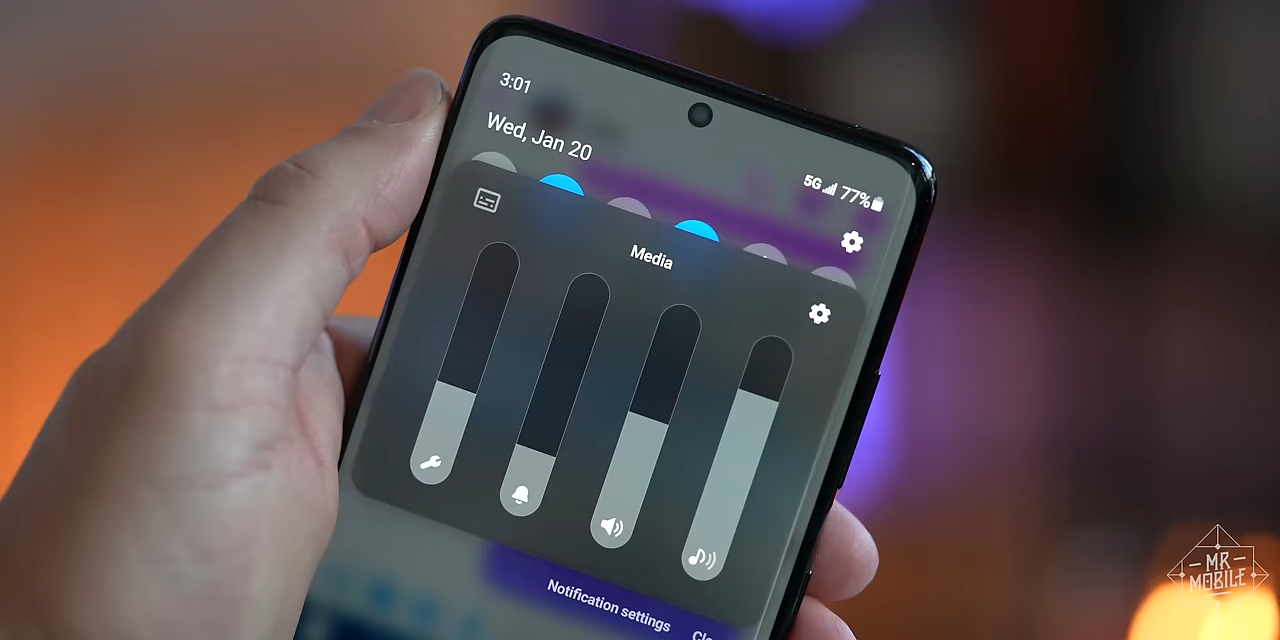 3:01
Wed, Jan 20
5G 77%
Media
Notification settings
MR
MOBILE